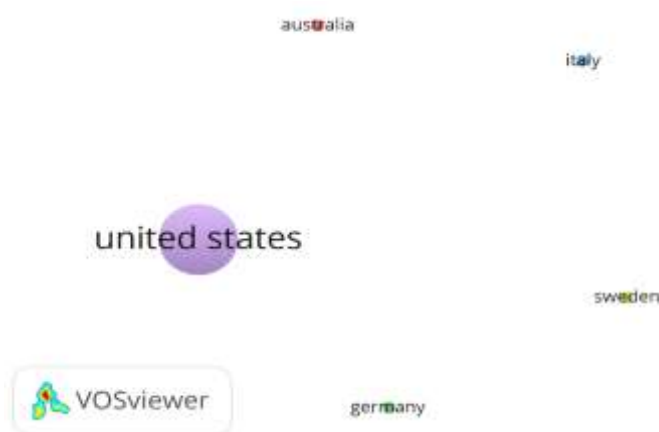 australia
italy
united states
sweden
VOSviewer
germany